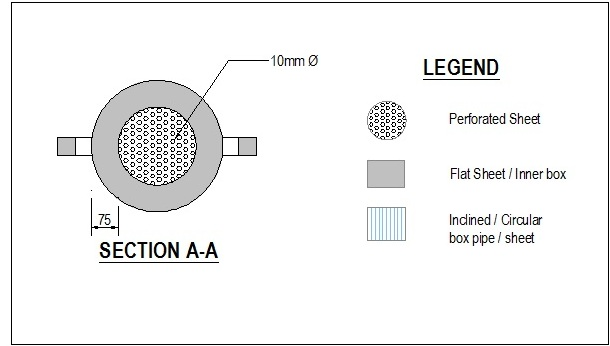 10mm Ø
LEGEND
Perforated Sheet
Flat Sheet / Inner box
Inclined / Circular
box pipe / sheet
75
SECTION A-A